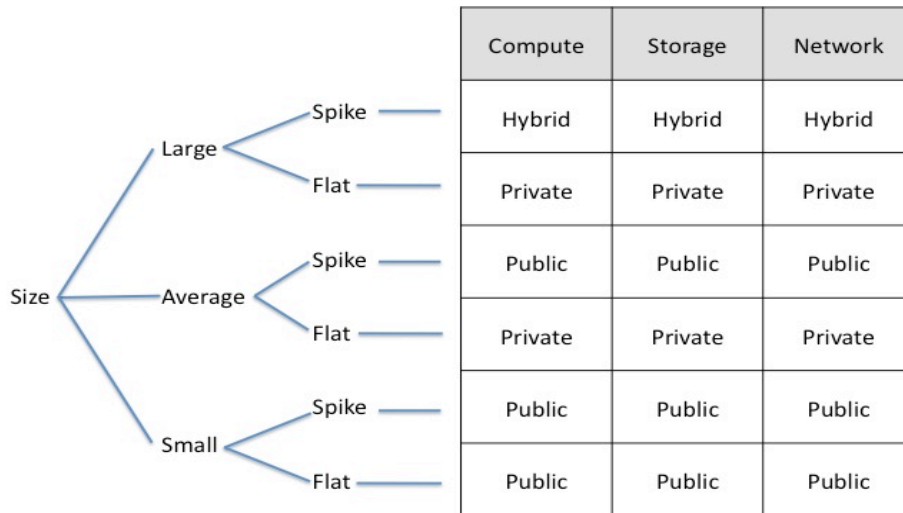 Compute Storage Network
Spike Hybrid Hybrid Hybrid
Large
Flat Private Private Private
Spike Public Public Public
Size Average
Flat Private Private Private
Spike Public Public Public
Small
Flat Public Public Public